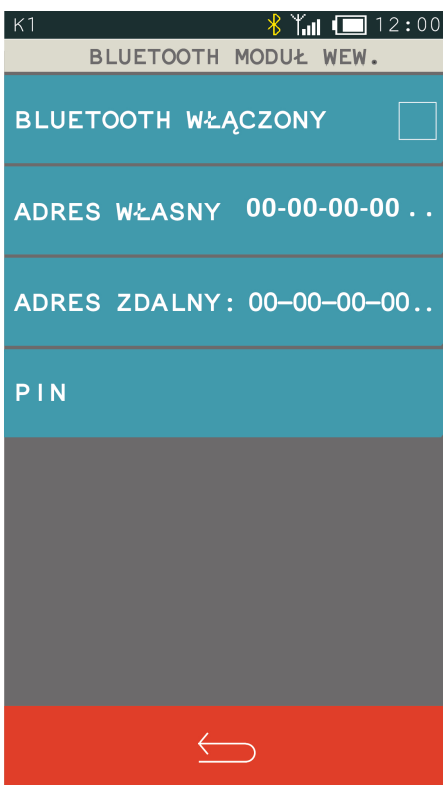 K1 12:00
BLUETOOTH MODUŁ WEW.
BLUETOOTH WŁĄCZONY
ADRES WŁASNY 00-00-00-00 . .
ADRES ZDALNY: 00–00–00–00..
PIN